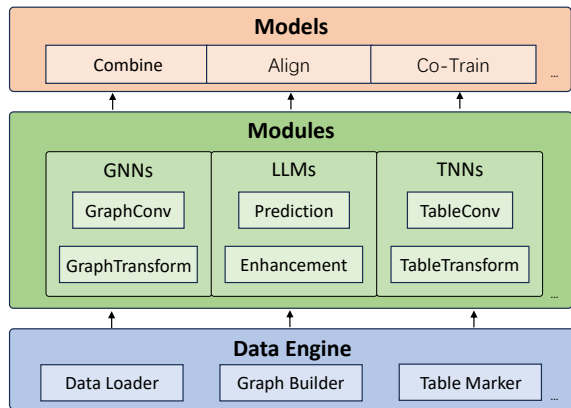 Models
Combine Align Co-Train
...
Modules
GNNs LLMs TNNs
GraphConv Prediction TableConv
GraphTransform Enhancement TableTransform
...
Data Engine
Data Loader Graph Builder Table Marker
...